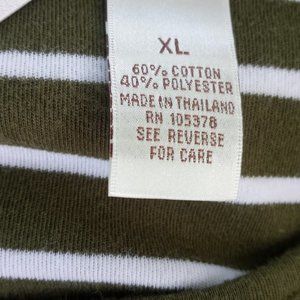 XL
60% COTTON
40% POLYESTER
MADE IN THAILAND
RN 105378
SEE REVERSE
FOR CARE